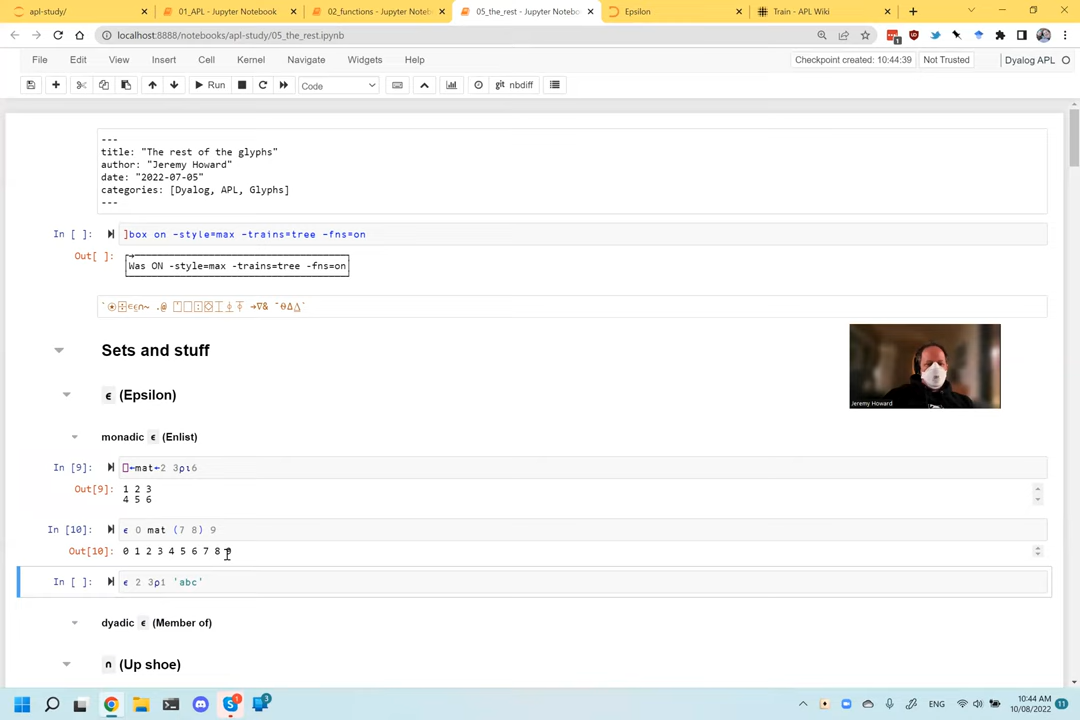 apl-study/
01_APL - Jupyter Notebook
02_functions - Jupyter Notebo
05_the_rest - Jupyter Noteboo
Epsilon
Train - APL Wiki
localhost:8888/notebooks/apl-study/05_the_rest.ipynb
File Edit View Insert Cell Kernel Navigate Widgets Help
Checkpoint created: 10:44:39
Not Trusted
Dyalog APL
Run
Code
git nbdiff
---
title: "The rest of the glyphs"
author: "Jeremy Howard"
date: "2022-07-05"
categories: [Dyalog, APL, Glyphs]
---
In [ ]: ]box on -style=max -trains=tree -fns=on
Out[ ]: Was ON -style=max -trains=tree -fns=on
Sets and stuff
ϵ (Epsilon)
monadic ϵ (Enlist)
In [9]: ⎕←mat←2 3⍴⍳6
Out[9]: 1 2 3
4 5 6
In [10]: ϵ 0 mat (7 8) 9
Out[10]: 0 1 2 3 4 5 6 7 8 9
In [ ]: ϵ 2 3⍴1 'abc'
dyadic ϵ (Member of)
∩ (Up shoe)
Jeremy Howard
ENG
10:44 AM
10/08/2022